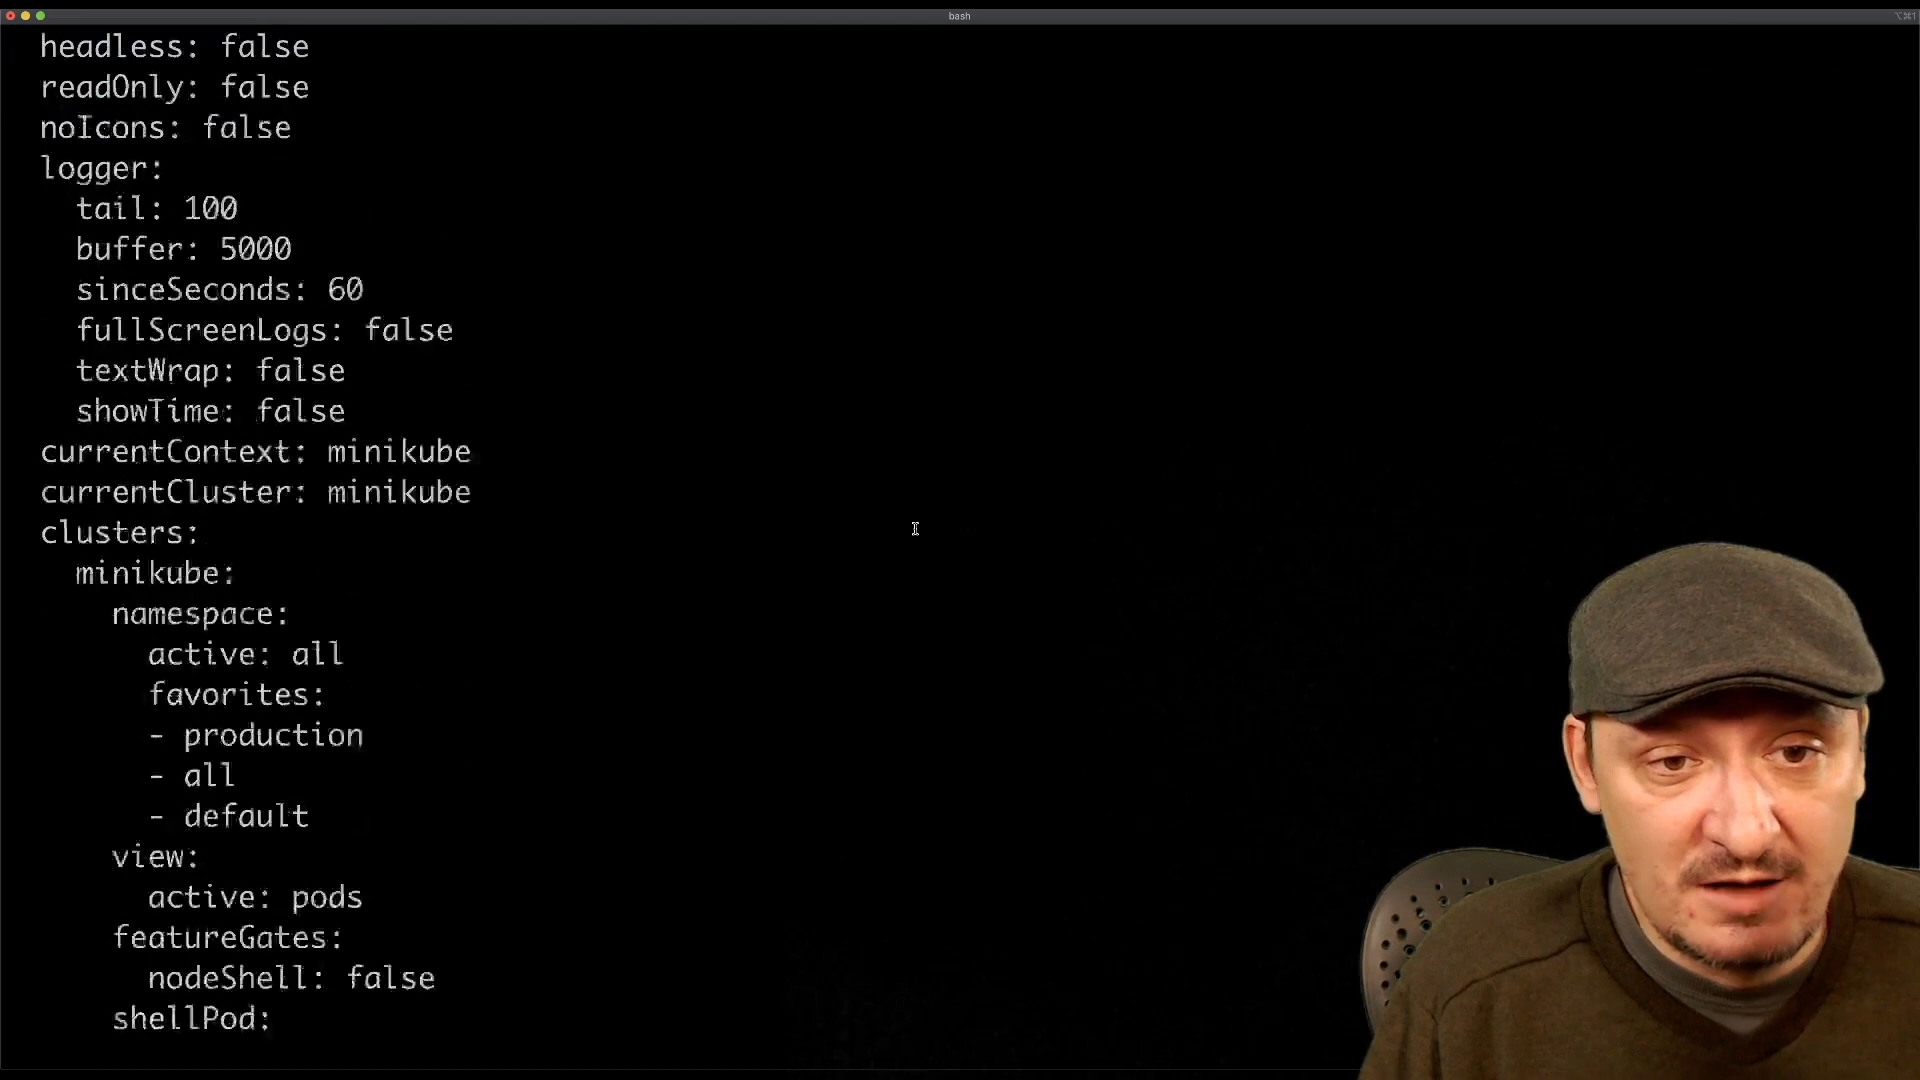 bash
⌥⌘1
headless: false
readOnly: false
noIcons: false
logger:
  tail: 100
  buffer: 5000
  sinceSeconds: 60
  fullScreenLogs: false
  textWrap: false
  showTime: false
currentContext: minikube
currentCluster: minikube
clusters:
  minikube:
    namespace:
      active: all
      favorites:
      - production
      - all
      - default
    view:
      active: pods
    featureGates:
      nodeShell: false
    shellPod: